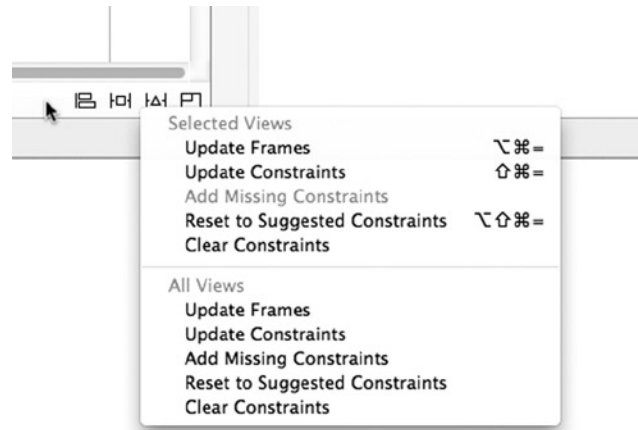 Selected Views
Update Frames ⌥⌘=
Update Constraints ⇧⌘=
Add Missing Constraints
Reset to Suggested Constraints ⌥⇧⌘=
Clear Constraints
All Views
Update Frames
Update Constraints
Add Missing Constraints
Reset to Suggested Constraints
Clear Constraints